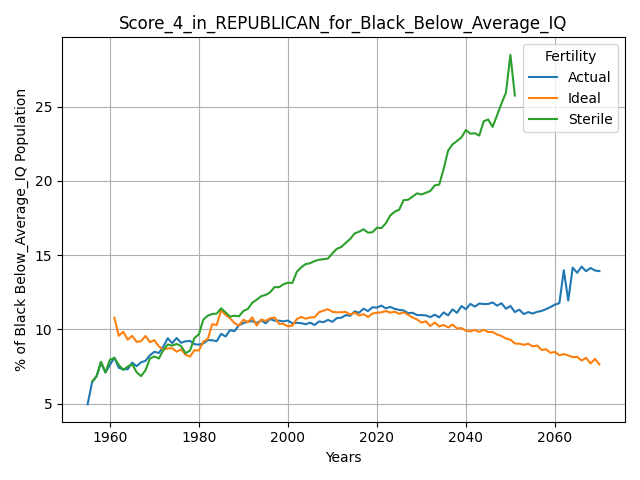 Score_4_in_REPUBLICAN_for_Black_Below_Average_IQ
% of Black Below_Average_IQ Population
25
20
15
10
5
Fertility
Actual
Ideal
Sterile
1960
1980
2000
2020
2040
2060
Years